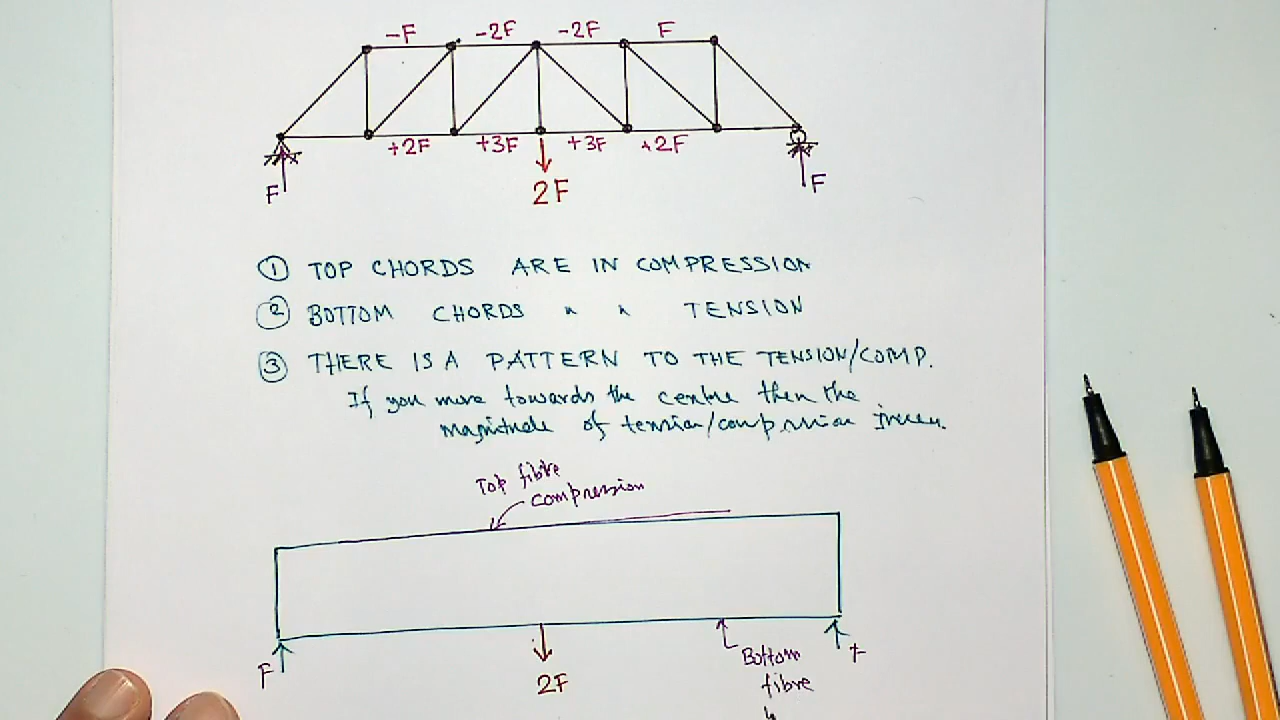 -F -2F -2F F
+2F +3F +3F +2F
F 2F F
① TOP CHORDS ARE IN COMPRESSION
② BOTTOM CHORDS " " TENSION
③ THERE IS A PATTERN TO THE TENSION/COMP.
If you move towards the centre then the
magnitude of tension/compression
Top fibre
compression
F 2F F
Bottom
fibre